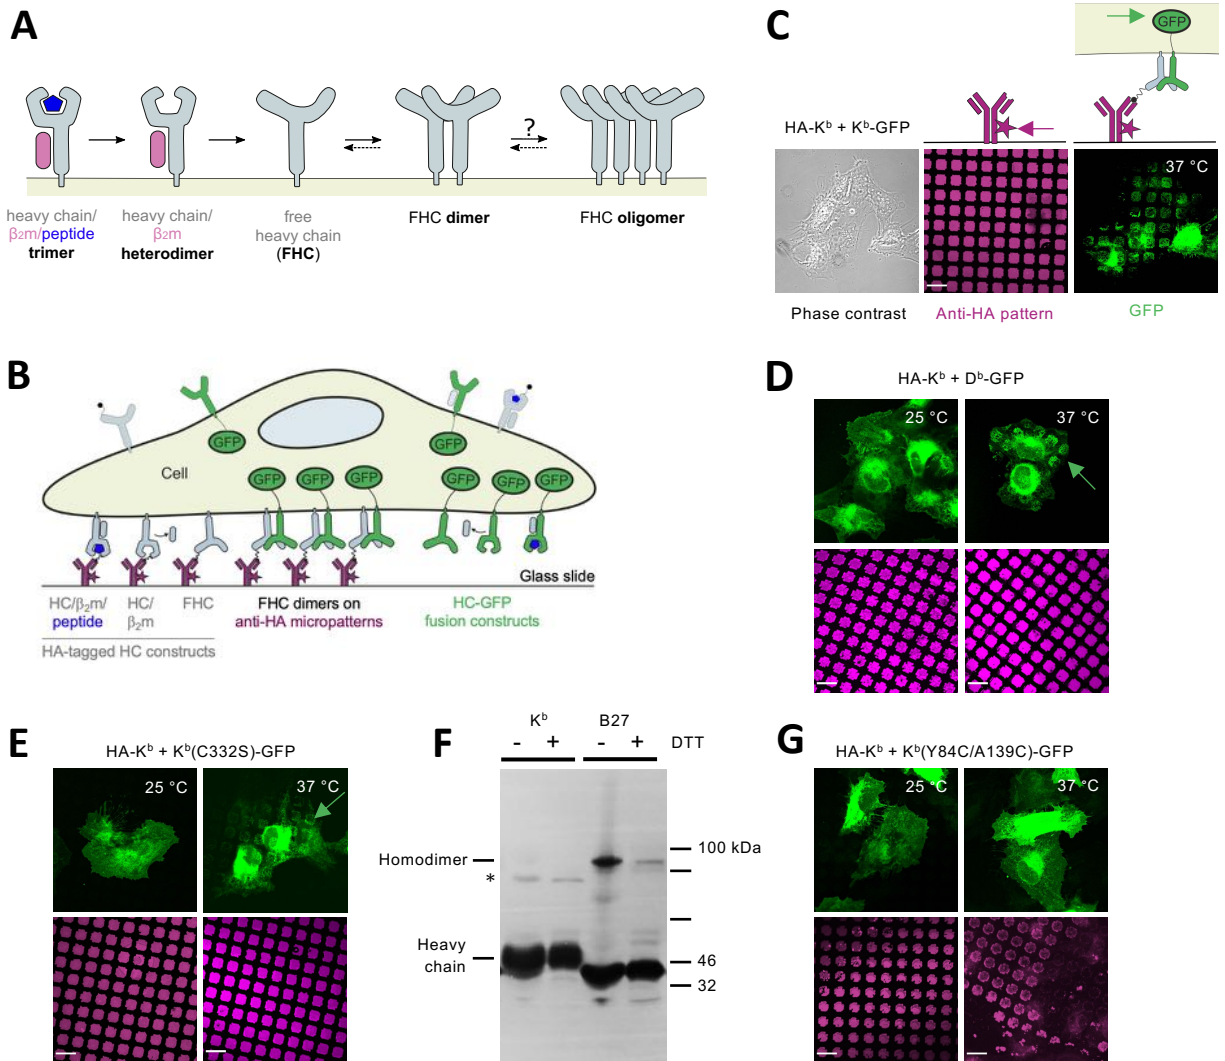 A
?
heavy chain/
β₂m/peptide
trimer
heavy chain/
β₂m
heterodimer
free
heavy chain
(FHC)
FHC dimer
FHC oligomer
B
GFP
GFP
Cell
GFP
GFP
GFP
GFP
GFP
GFP
Glass slide
HC/β₂m/
peptide
HC/
β₂m
FHC
FHC dimers on
anti-HA micropatterns
HC-GFP
fusion constructs
HA-tagged HC constructs
C
GFP
HA-Kᵇ + Kᵇ-GFP
37 °C
Phase contrast
Anti-HA pattern
GFP
D
HA-Kᵇ + Dᵇ-GFP
25 °C
37 °C
E
HA-Kᵇ + Kᵇ(C332S)-GFP
25 °C
37 °C
F
Kᵇ
B27
- + - + DTT
Homodimer
*
Heavy
chain
100 kDa
46
32
G
HA-Kᵇ + Kᵇ(Y84C/A139C)-GFP
25 °C
37 °C